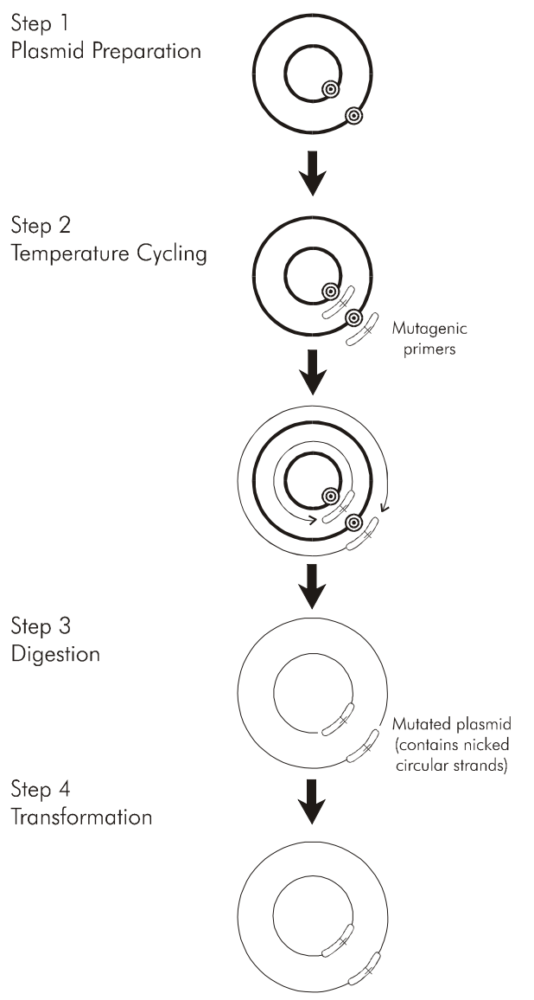 Step 1
Plasmid Preparation
Step 2
Temperature Cycling
Mutagenic
primers
Step 3
Digestion
Mutated plasmid
(contains nicked
circular strands)
Step 4
Transformation